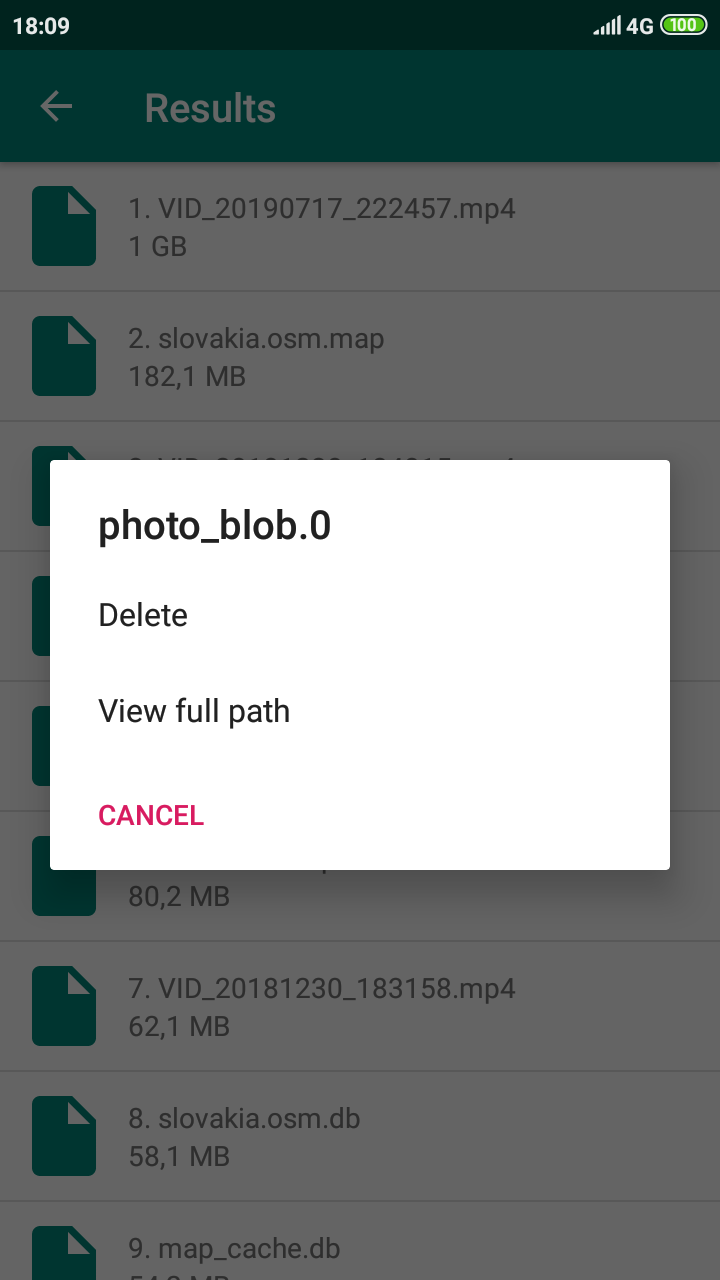 18:09
4G 100
Results
1. VID_20190717_222457.mp4
1 GB
2. slovakia.osm.map
182,1 MB
photo_blob.0
Delete
View full path
CANCEL
80,2 MB
7. VID_20181230_183158.mp4
62,1 MB
8. slovakia.osm.db
58,1 MB
9. map_cache.db